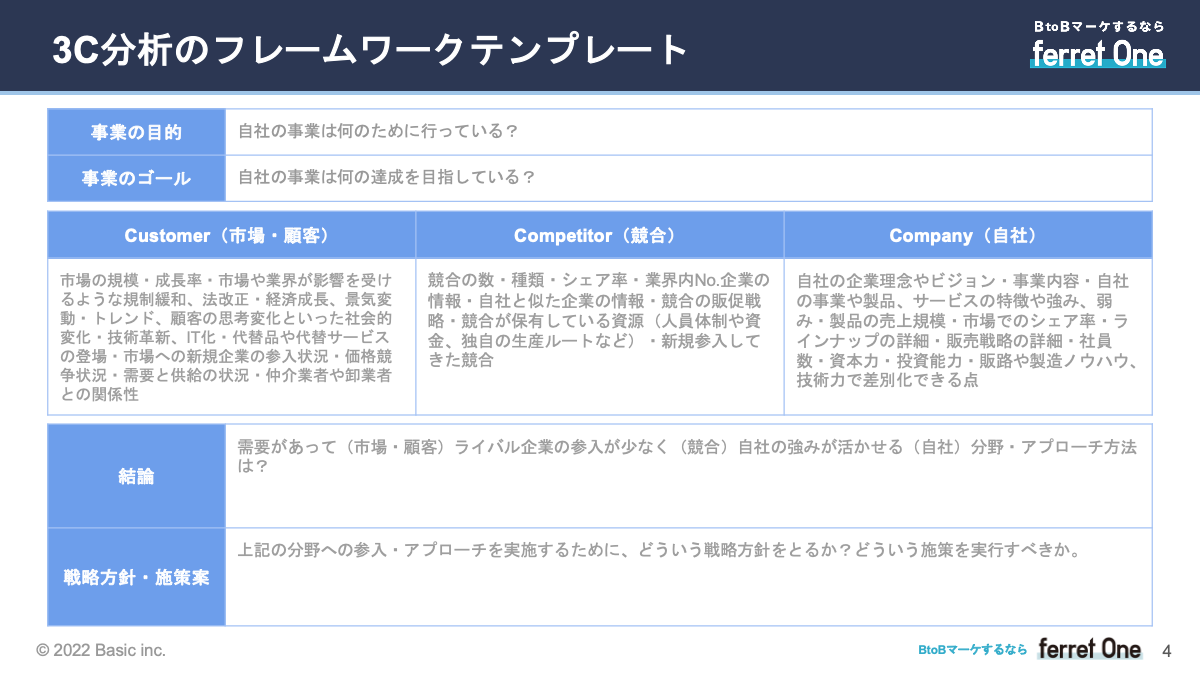 3C分析のフレームワークテンプレート
BtoBマーケするなら
ferret One
事業の目的
自社の事業は何のために行っている？
事業のゴール
自社の事業は何の達成を目指している？
Customer（市場・顧客）
Competitor（競合）
Company（自社）
市場の規模・成長率・市場や業界が影響を受け
るような規制緩和、法改正・経済成長、景気変
動・トレンド、顧客の思考変化といった社会的
変化・技術革新、IT化・代替品や代替サービス
の登場・市場への新規企業の参入状況・価格競
争状況・需要と供給の状況・仲介業者や卸業者
との関係性
競合の数・種類・シェア率・業界内No.企業の
情報・自社と似た企業の情報・競合の販促戦
略・競合が保有している資源（人員体制や資
金、独自の生産ルートなど）・新規参入して
きた競合
自社の企業理念やビジョン・事業内容・自社
の事業や製品、サービスの特徴や強み、弱
み・製品の売上規模・市場でのシェア率・ラ
インナップの詳細・販売戦略の詳細・社員
数・資本力・投資能力・販路や製造ノウハウ、
技術力で差別化できる点
結論
需要があって（市場・顧客）ライバル企業の参入が少なく（競合）自社の強みが活かせる（自社）分野・アプローチ方法
は？
戦略方針・施策案
上記の分野への参入・アプローチを実施するために、どういう戦略方針をとるか？どういう施策を実行すべきか。
© 2022 Basic inc.
BtoBマーケするなら
ferret One
4